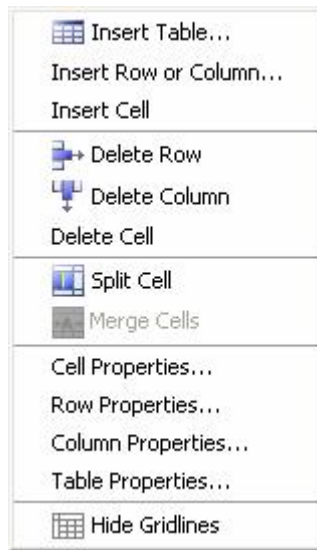 Insert Table...
Insert Row or Column...
Insert Cell
Delete Row
Delete Column
Delete Cell
Split Cell
Merge Cells
Cell Properties...
Row Properties...
Column Properties...
Table Properties...
Hide Gridlines